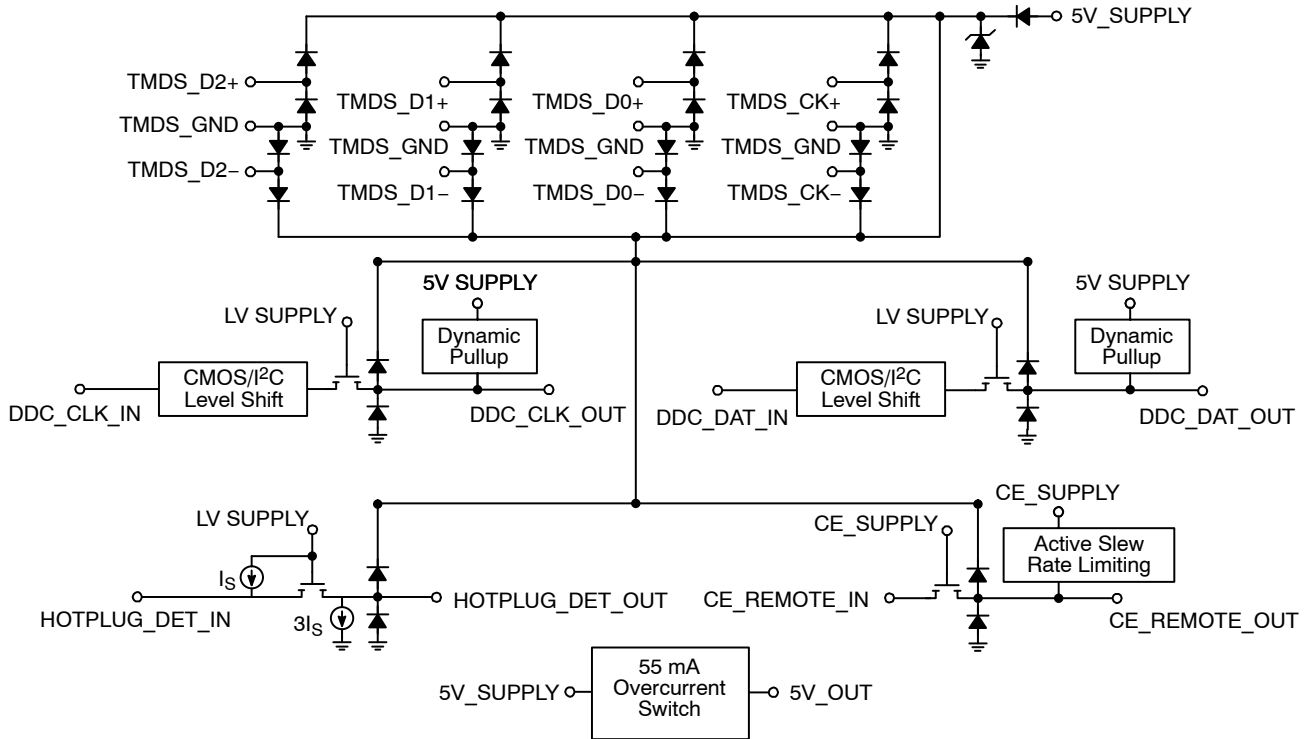 5V_SUPPLY
TMDS_D2+
TMDS_D1+
TMDS_D0+
TMDS_CK+
TMDS_GND
TMDS_GND
TMDS_GND
TMDS_GND
TMDS_D2−
TMDS_D1−
TMDS_D0−
TMDS_CK−
5V SUPPLY
LV SUPPLY
Dynamic
Pullup
CMOS/I²C
Level Shift
DDC_CLK_IN
DDC_CLK_OUT
5V SUPPLY
LV SUPPLY
Dynamic
Pullup
CMOS/I²C
Level Shift
DDC_DAT_IN
DDC_DAT_OUT
LV SUPPLY
IS
HOTPLUG_DET_IN
3IS
HOTPLUG_DET_OUT
CE_SUPPLY
CE_SUPPLY
Active Slew
Rate Limiting
CE_REMOTE_IN
CE_REMOTE_OUT
5V_SUPPLY
55 mA
Overcurrent
Switch
5V_OUT